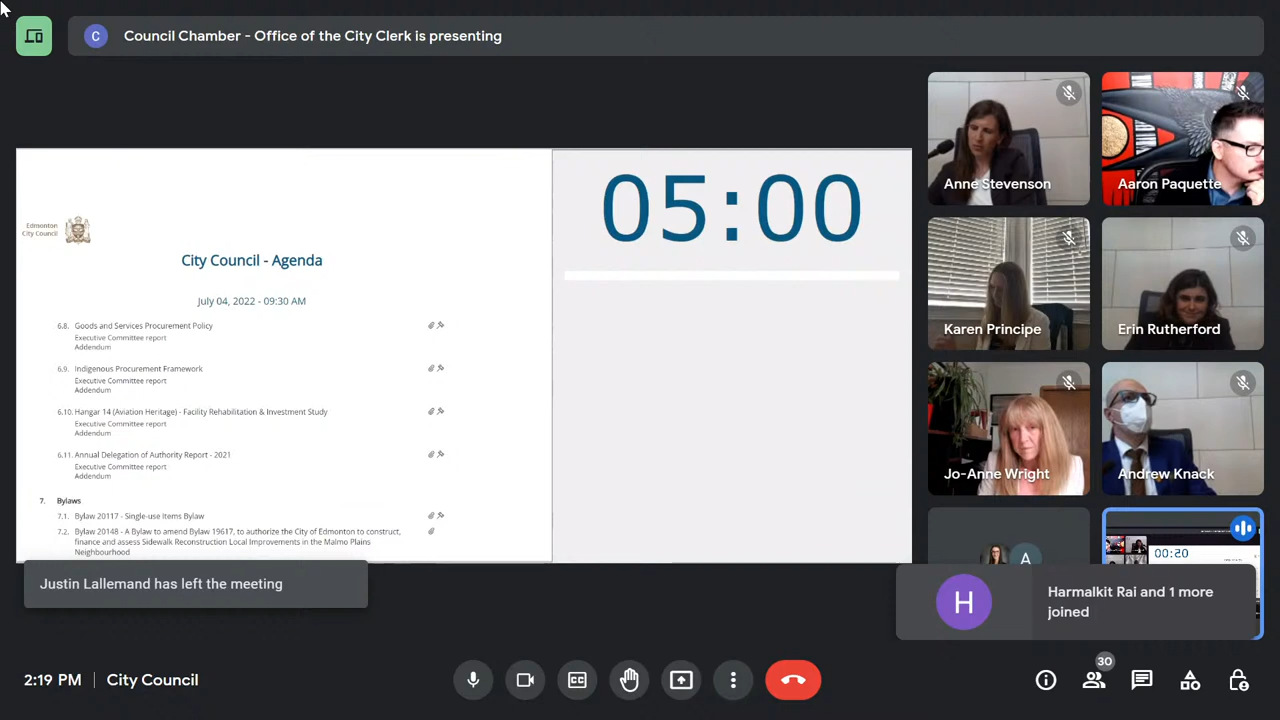 Council Chamber - Office of the City Clerk is presenting
Edmonton
City Council
City Council - Agenda
July 04, 2022 - 09:30 AM
6.8. Goods and Services Procurement Policy
Executive Committee report
Addendum
6.9. Indigenous Procurement Framework
Executive Committee report
Addendum
6.10. Hangar 14 (Aviation Heritage) - Facility Rehabilitation & Investment Study
Executive Committee report
Addendum
6.11. Annual Delegation of Authority Report - 2021
Executive Committee report
Addendum
7. Bylaws
7.1. Bylaw 20117 - Single-use Items Bylaw
7.2. Bylaw 20148 - A Bylaw to amend Bylaw 19617, to authorize the City of Edmonton to construct,
finance and assess Sidewalk Reconstruction Local Improvements in the Malmo Plains
Neighbourhood
05:00
Anne Stevenson
Aaron Paquette
Karen Principe
Erin Rutherford
Jo-Anne Wright
Andrew Knack
A
00:50
Justin Lallemand has left the meeting
H
Harmalkit Rai and 1 more
joined
2:19 PM | City Council
30
C